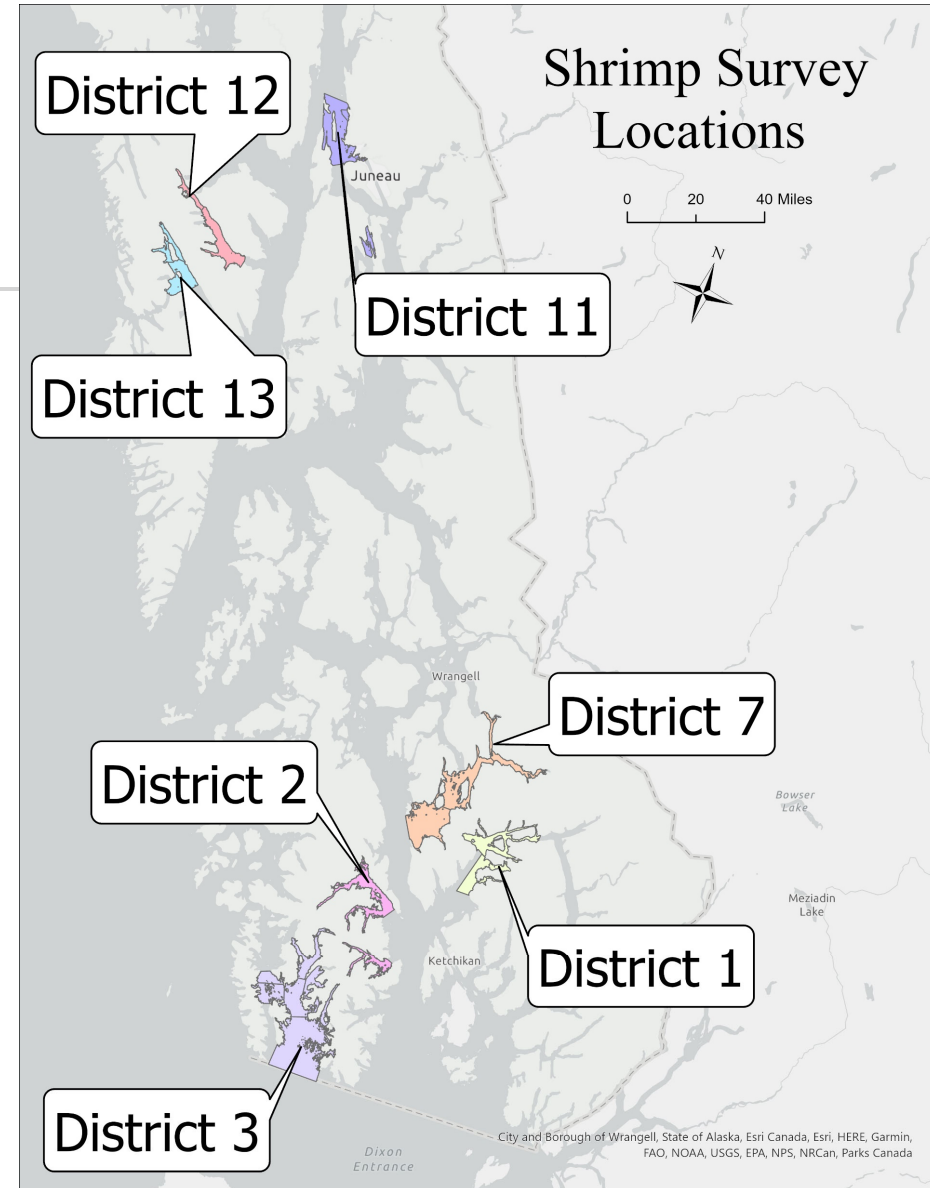 Shrimp Survey
Locations
District 12
0 20 40 Miles
Juneau
N
District 11
District 13
Wrangell
District 7
District 2
Bowser
Lake
Meziadin
Lake
Ketchikan
District 1
District 3
City and Borough of Wrangell, State of Alaska, Esri Canada, Esri, HERE, Garmin,
FAO, NOAA, USGS, EPA, NPS, NRCan, Parks Canada
Dixon
Entrance